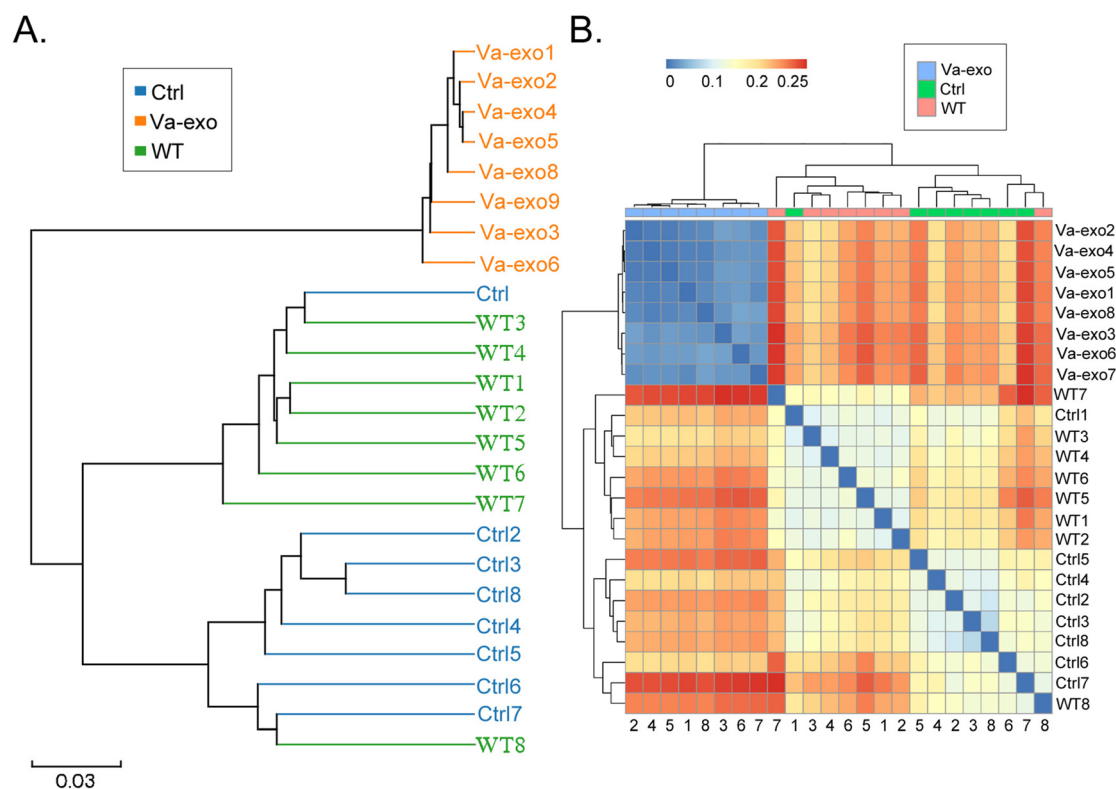 A.
Ctrl
Va-exo
WT
Va-exo1
Va-exo2
Va-exo4
Va-exo5
Va-exo8
Va-exo9
Va-exo3
Va-exo6
Ctrl
WT3
WT4
WT1
WT2
WT5
WT6
WT7
Ctrl2
Ctrl3
Ctrl8
Ctrl4
Ctrl5
Ctrl6
Ctrl7
WT8
0.03
B.
0 0.1 0.2 0.25
Va-exo
Ctrl
WT
Va-exo2
Va-exo4
Va-exo5
Va-exo1
Va-exo8
Va-exo3
Va-exo6
Va-exo7
WT7
Ctrl1
WT3
WT4
WT6
WT5
WT1
WT2
Ctrl5
Ctrl4
Ctrl2
Ctrl3
Ctrl8
Ctrl6
Ctrl7
WT8
2 4 5 1 8 3 6 7 7 1 3 4 6 5 1 2 5 4 2 3 8 6 7 8